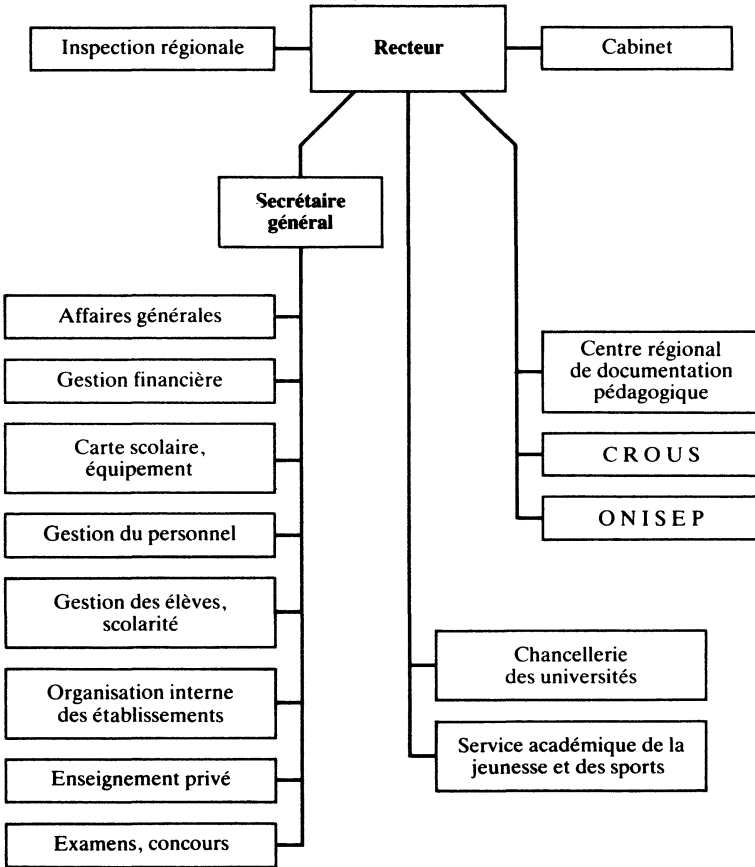 Inspection régionale
Recteur
Cabinet
Secrétaire
général
Affaires générales
Gestion financière
Carte scolaire,
équipement
Gestion du personnel
Gestion des élèves,
scolarité
Organisation interne
des établissements
Enseignement privé
Examens, concours
Centre régional
de documentation
pédagogique
C R O U S
O N I S E P
Chancellerie
des universités
Service académique de la
jeunesse et des sports